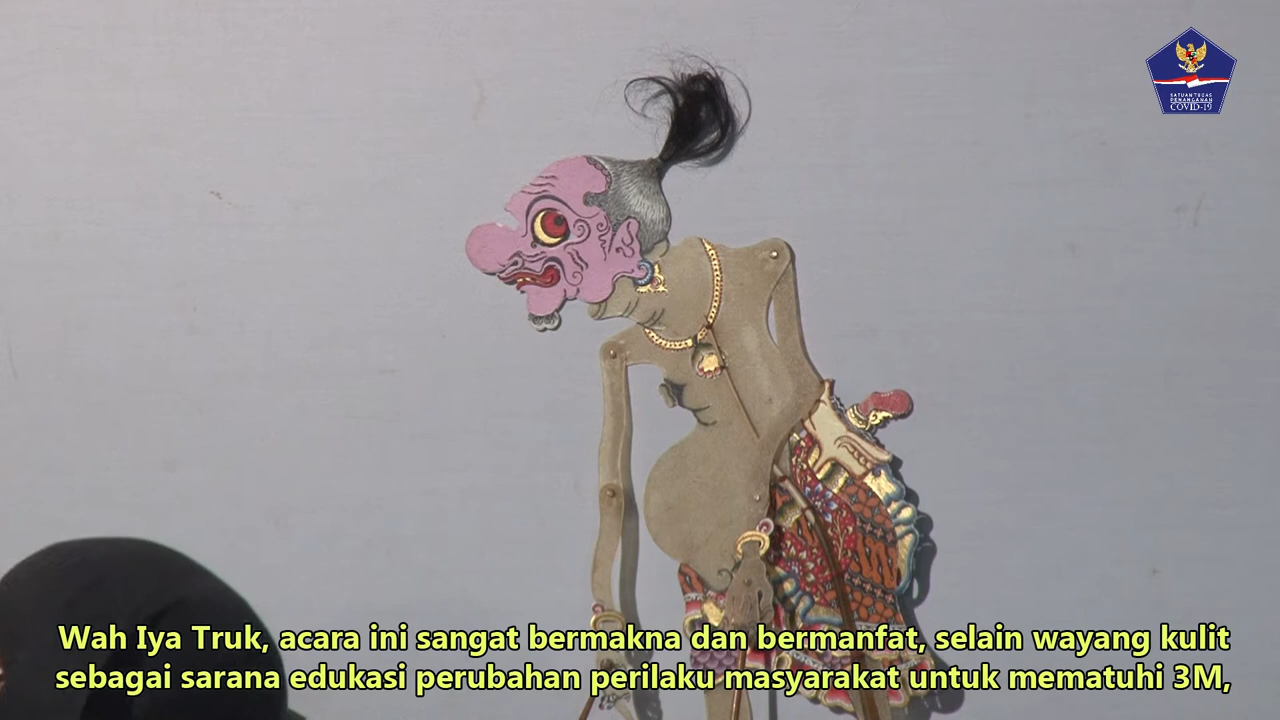 SATUAN TUGAS
PENANGANAN
COVID-19
Wah Iya Truk, acara ini sangat bermakna dan bermanfat, selain wayang kulit
sebagai sarana edukasi perubahan perilaku masyarakat untuk mematuhi 3M,